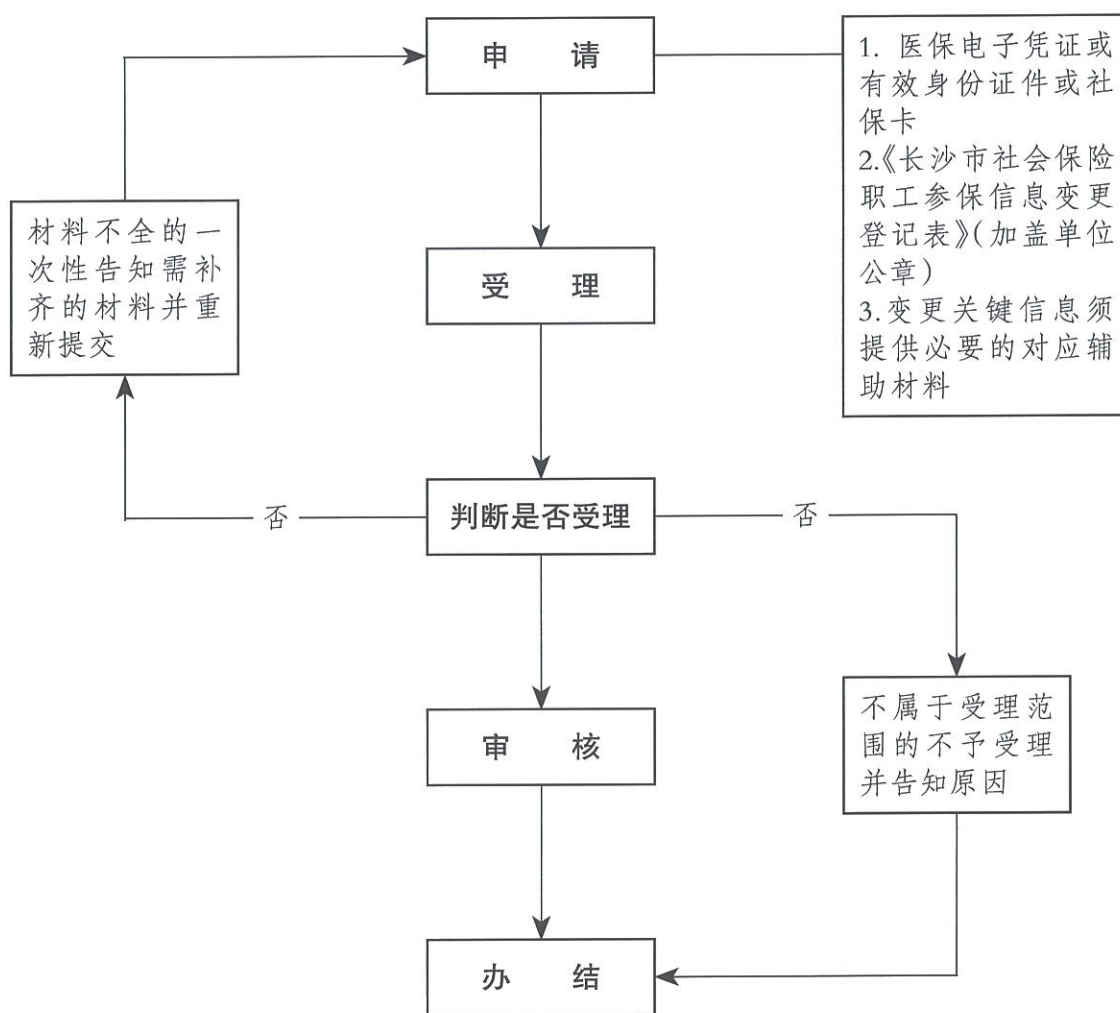 申 请
1. 医保电子凭证或
有效身份证件或社
保卡
2.《长沙市社会保险
职工参保信息变更
登记表》(加盖单位
公章)
3.变更关键信息须
提供必要的对应辅
助材料
材料不全的一
次性告知需补
齐的材料并重
新提交
受 理
否
判断是否受理
否
审 核
不属于受理范
围的不予受理
并告知原因
办 结